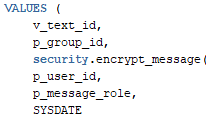 VALUES (
v_text_id,
p_group_id,
security.encrypt_message(
p_user_id,
p_message_role,
SYSDATE